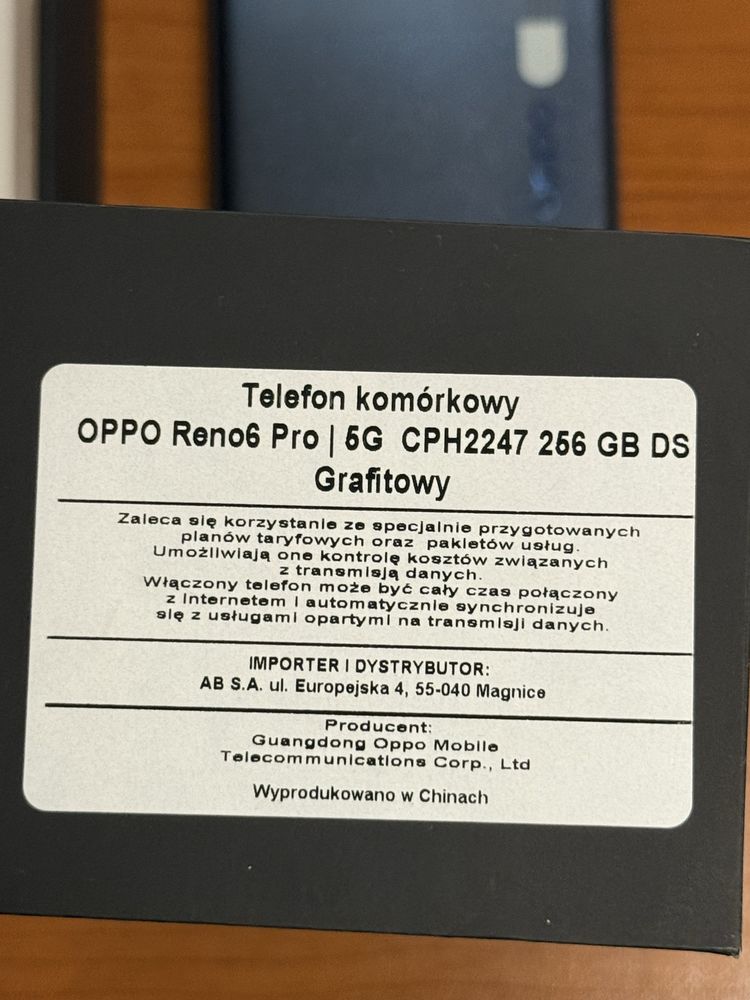 Telefon komórkowy
OPPO Reno6 Pro | 5G CPH2247 256 GB DS
Grafitowy
Zaleca się korzystanie ze specjalnie przygotowanych
planów taryfowych oraz pakietów usług.
Umożliwiają one kontrolę kosztów związanych
z transmisją danych.
Włączony telefon może być cały czas połączony
z Internetem i automatycznie synchronizuje
się z usługami opartymi na transmisji danych.
IMPORTER I DYSTRYBUTOR:
AB S.A. ul. Europejska 4, 55-040 Magnice
Producent:
Guangdong Oppo Mobile
Telecommunications Corp., Ltd
Wyprodukowano w Chinach